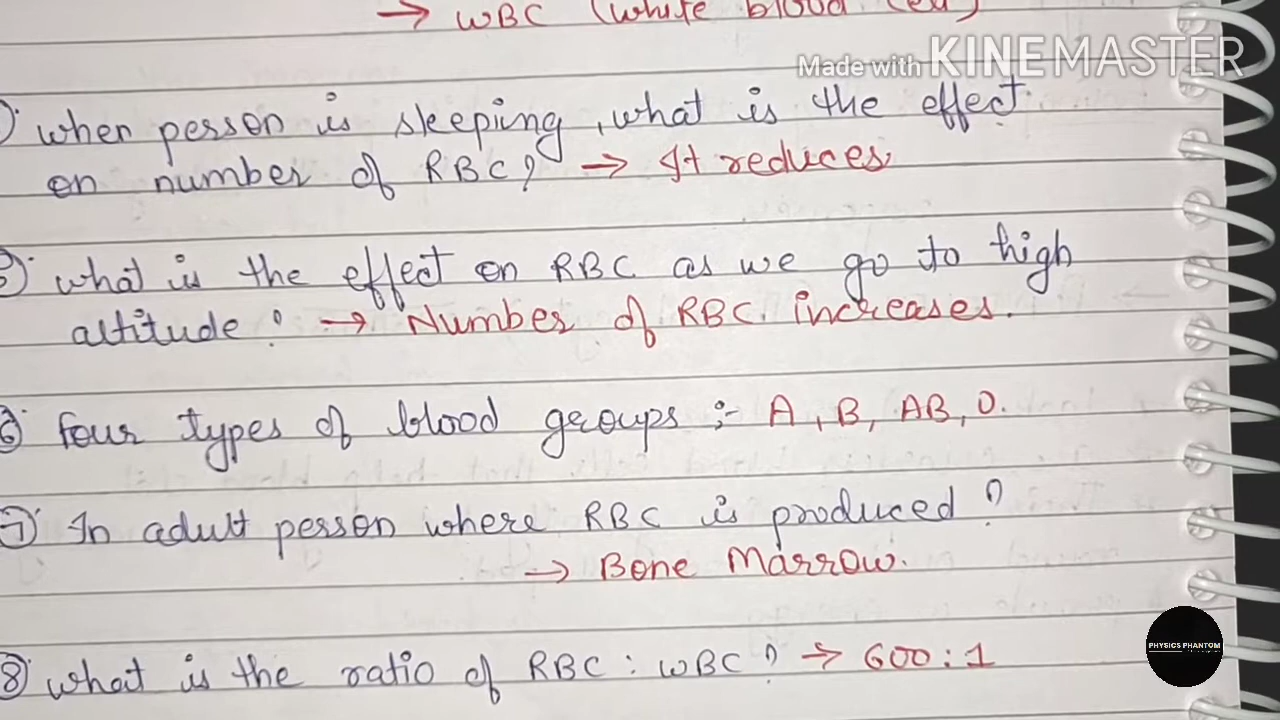 → WBC (white blood cell)
Made with KINEMASTER
when person is sleeping, what is the effect
on number of RBC? → It reduces
what is the effect on RBC as we go to high
altitude? → Number of RBC increases.
6) four types of blood groups :- A, B, AB, O.
7) In adult person where RBC is produced?
→ Bone Marrow.
8) what is the ratio of RBC : WBC? → 600:1
PHYSICS PHANTOM